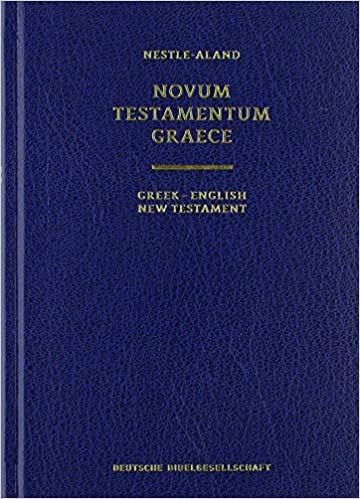 NESTLE-ALAND
NOVUM
TESTAMENTUM
GRAECE
GREEK–ENGLISH
NEW TESTAMENT
DEUTSCHE BIBELGESELLSCHAFT